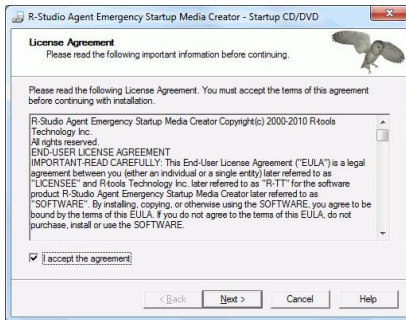 R-Studio Agent Emergency Startup Media Creator - Startup CD/DVD
License Agreement
Please read the following important information before continuing.
Please read the following License Agreement. You must accept the terms of this agreement
before continuing with installation.
R-Studio Agent Emergency Startup Media Creator Copyright(c) 2000-2010 R-tools
Technology Inc.
All rights reserved.
END-USER LICENSE AGREEMENT
IMPORTANT-READ CAREFULLY: This End-User License Agreement ("EULA") is a legal
agreement between you (either an individual or a single entity) later referred to as
"LICENSEE" and R-tools Technology Inc. later referred to as "R-TT" for the software
product R-Studio Agent Emergency Startup Media Creator later referred to as
"SOFTWARE". By installing, copying, or otherwise using the SOFTWARE, you agree to be
bound by the terms of this EULA. If you do not agree to the terms of this EULA, do not
purchase, install or use the SOFTWARE.
I accept the agreement
< Back
Next >
Cancel
Help